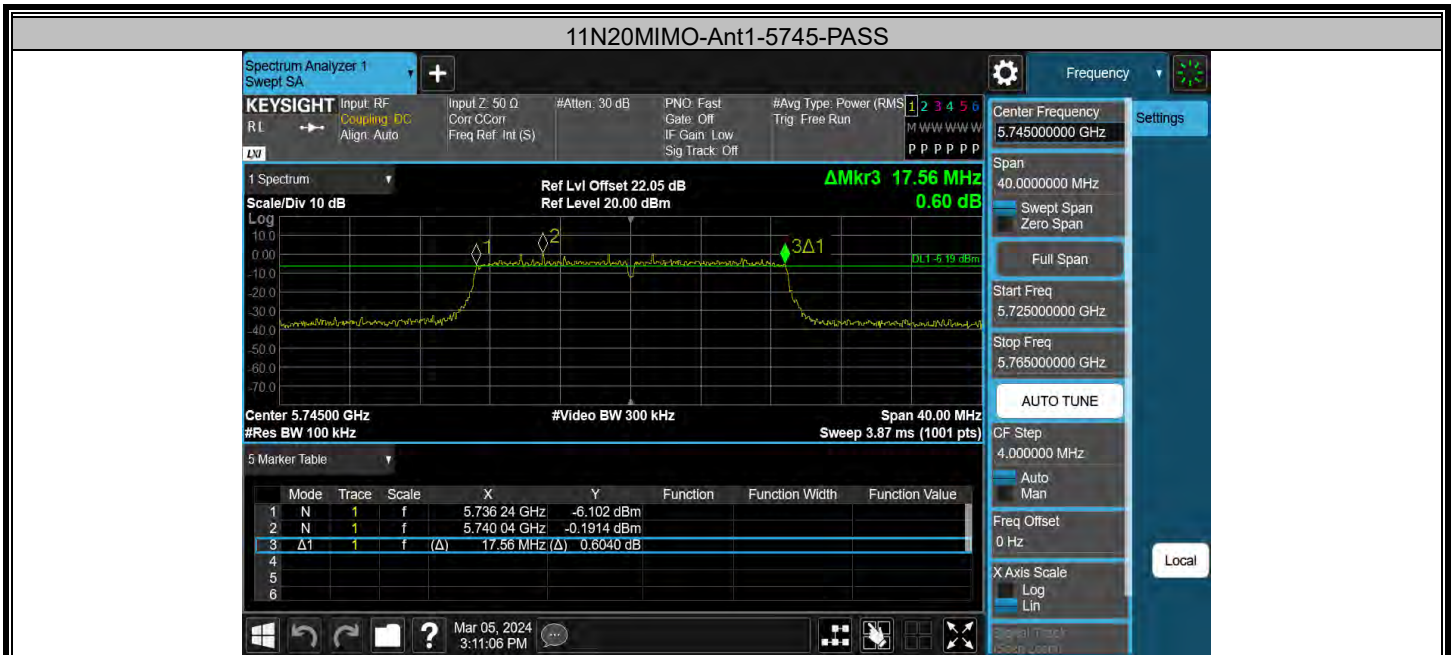 11N20MIMO-Ant1-5745-PASS
Spectrum Analyzer 1
Swept SA
Frequency
KEYSIGHT
RL
LXI
Input: RF
Coupling: DC
Align: Auto
Input Z: 50 Ω
Corr CCorr
Freq Ref: Int (S)
#Atten: 30 dB
PNO: Fast
Gate: Off
IF Gain: Low
Sig Track: Off
#Avg Type: Power (RMS
Trig: Free Run
1 2 3 4 5 6
M W W W W W
P P P P P P
1 Spectrum
Scale/Div 10 dB
Ref Lvl Offset 22.05 dB
Ref Level 20.00 dBm
ΔMkr3 17.56 MHz
0.60 dB
Log
10.0
0.00
-10.0
-20.0
-30.0
-40.0
-50.0
-60.0
-70.0
1
2
3Δ1
DL1 -6.19 dBm
Center 5.74500 GHz
#Video BW 300 kHz
Span 40.00 MHz
#Res BW 100 kHz
Sweep 3.87 ms (1001 pts)
5 Marker Table
Mode Trace Scale X Y Function Function Width Function Value
1 N 1 f 5.736 24 GHz -6.102 dBm
2 N 1 f 5.740 04 GHz -0.1914 dBm
3 Δ1 1 f (Δ) 17.56 MHz (Δ) 0.6040 dB
4
5
6
Mar 05, 2024
3:11:06 PM
Center Frequency
5.745000000 GHz
Settings
Span
40.0000000 MHz
Swept Span
Zero Span
Full Span
Start Freq
5.725000000 GHz
Stop Freq
5.765000000 GHz
AUTO TUNE
CF Step
4.000000 MHz
Auto
Man
Freq Offset
0 Hz
X Axis Scale
Log
Lin
Local